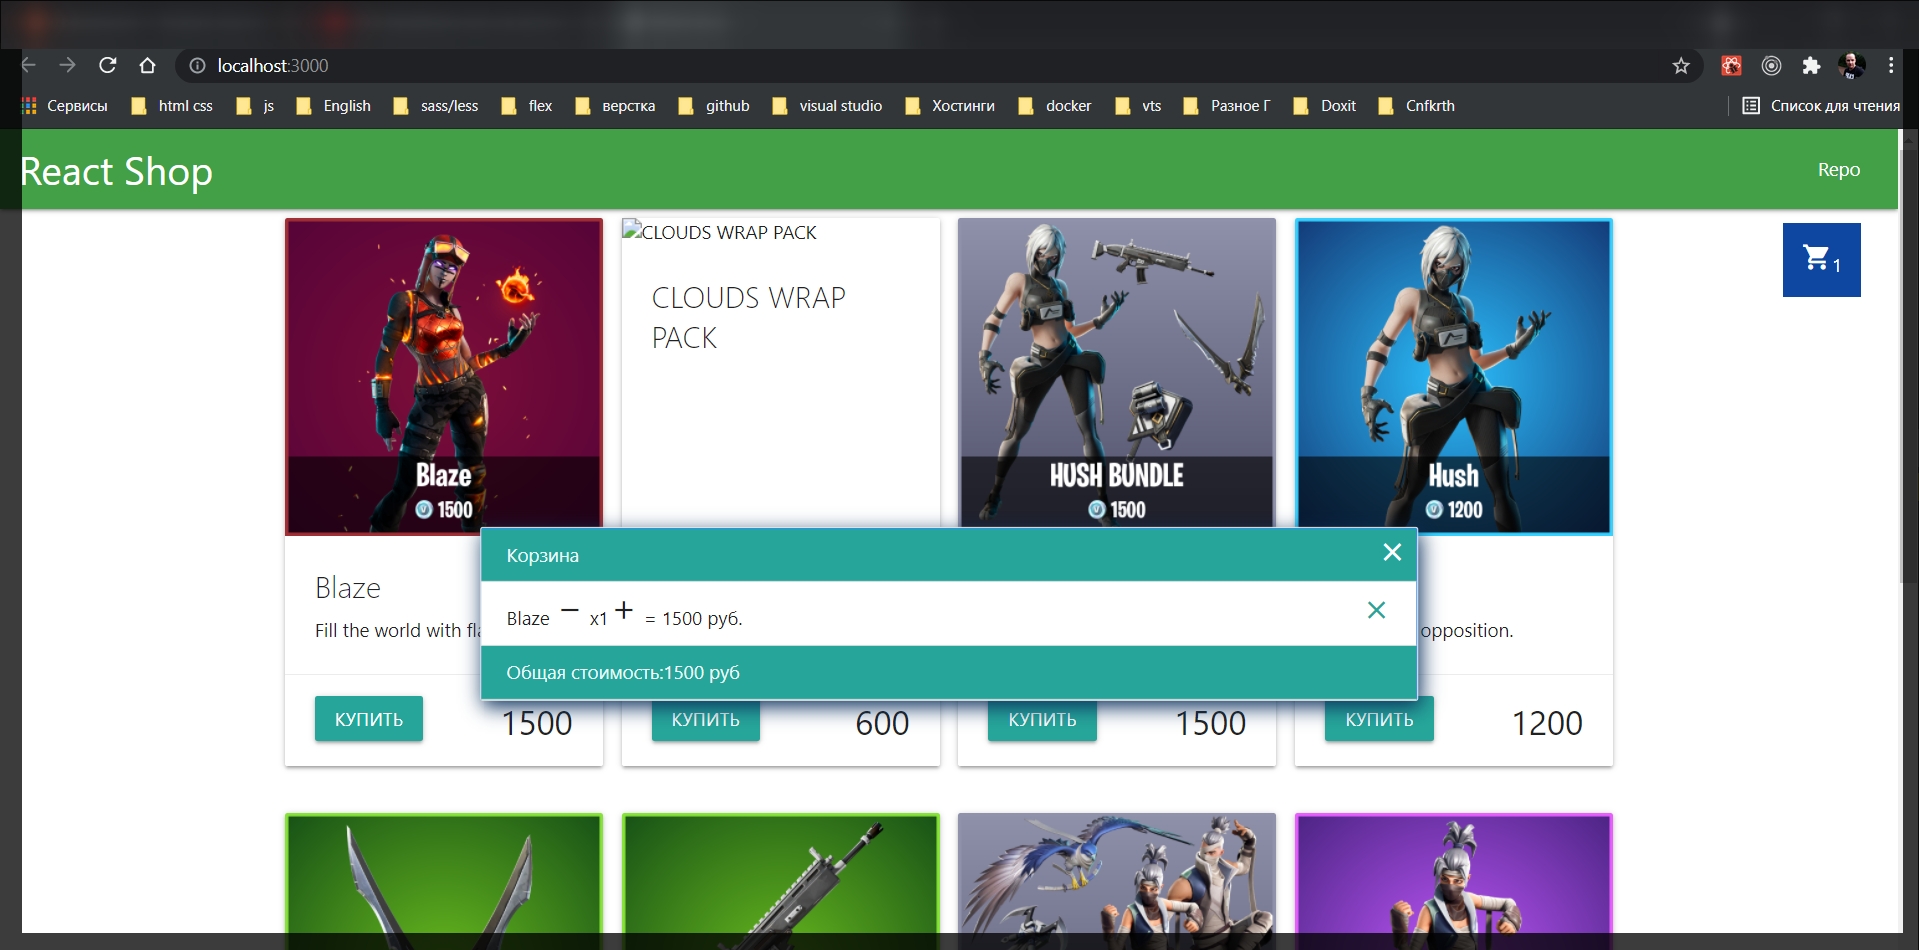 localhost:3000
Сервисы html css js English sass/less flex верстка github visual studio Хостинги docker vts Разное Г Doxit Cnfkrth Список для чтения
React Shop Repo
1
CLOUDS WRAP PACK
CLOUDS WRAP
PACK
Blaze
1500
HUSH BUNDLE
1500
Hush
1200
Корзина
Blaze x1 = 1500 руб.
Общая стоимость:1500 руб
Blaze
Fill the world with
opposition.
КУПИТЬ 1500
КУПИТЬ 600
КУПИТЬ 1500
КУПИТЬ 1200